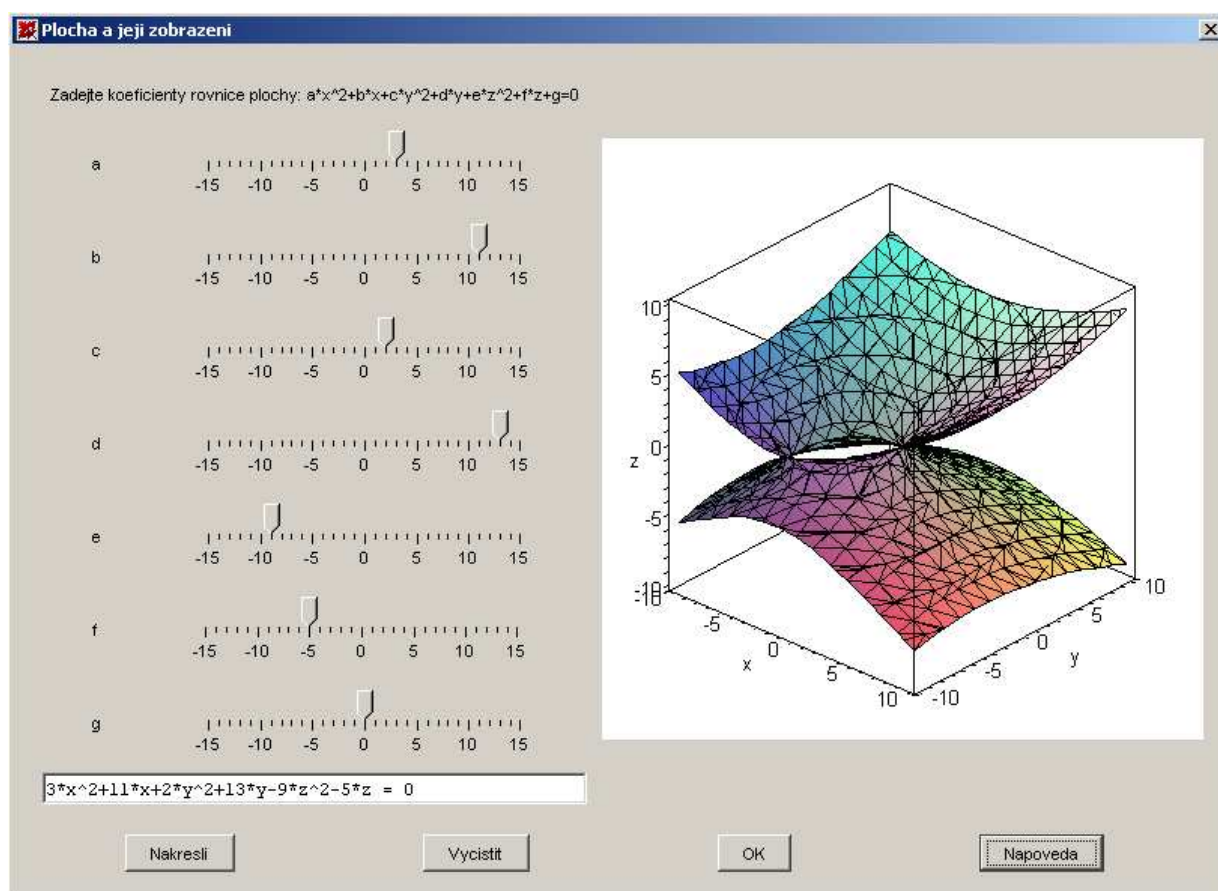 Plocha a jeji zobrazeni
Zadejte koeficienty rovnice plochy: a*x^2+b*x+c*y^2+d*y+e*z^2+f*z+g=0
a
-15 -10 -5 0 5 10 15
b
-15 -10 -5 0 5 10 15
c
-15 -10 -5 0 5 10 15
d
-15 -10 -5 0 5 10 15
e
-15 -10 -5 0 5 10 15
f
-15 -10 -5 0 5 10 15
g
-15 -10 -5 0 5 10 15
3*x^2+11*x+2*y^2+13*y-9*z^2-5*z = 0
10
5
0
z
-5
-10
-10 -5 0 5 10
x
-10 -5 0 5 10
y
Nakresli Vycistit OK Napoveda